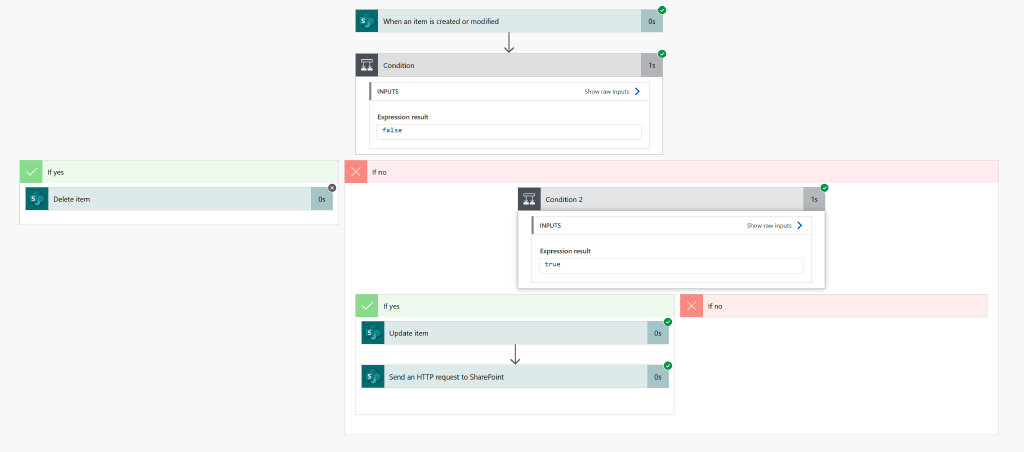 When an item is created or modified
0s
Condition
1s
INPUTS
Show raw inputs
Expression result
false
If yes
If no
Delete item
0s
Condition 2
1s
INPUTS
Show raw inputs
Expression result
true
If yes
If no
Update item
0s
Send an HTTP request to SharePoint
0s